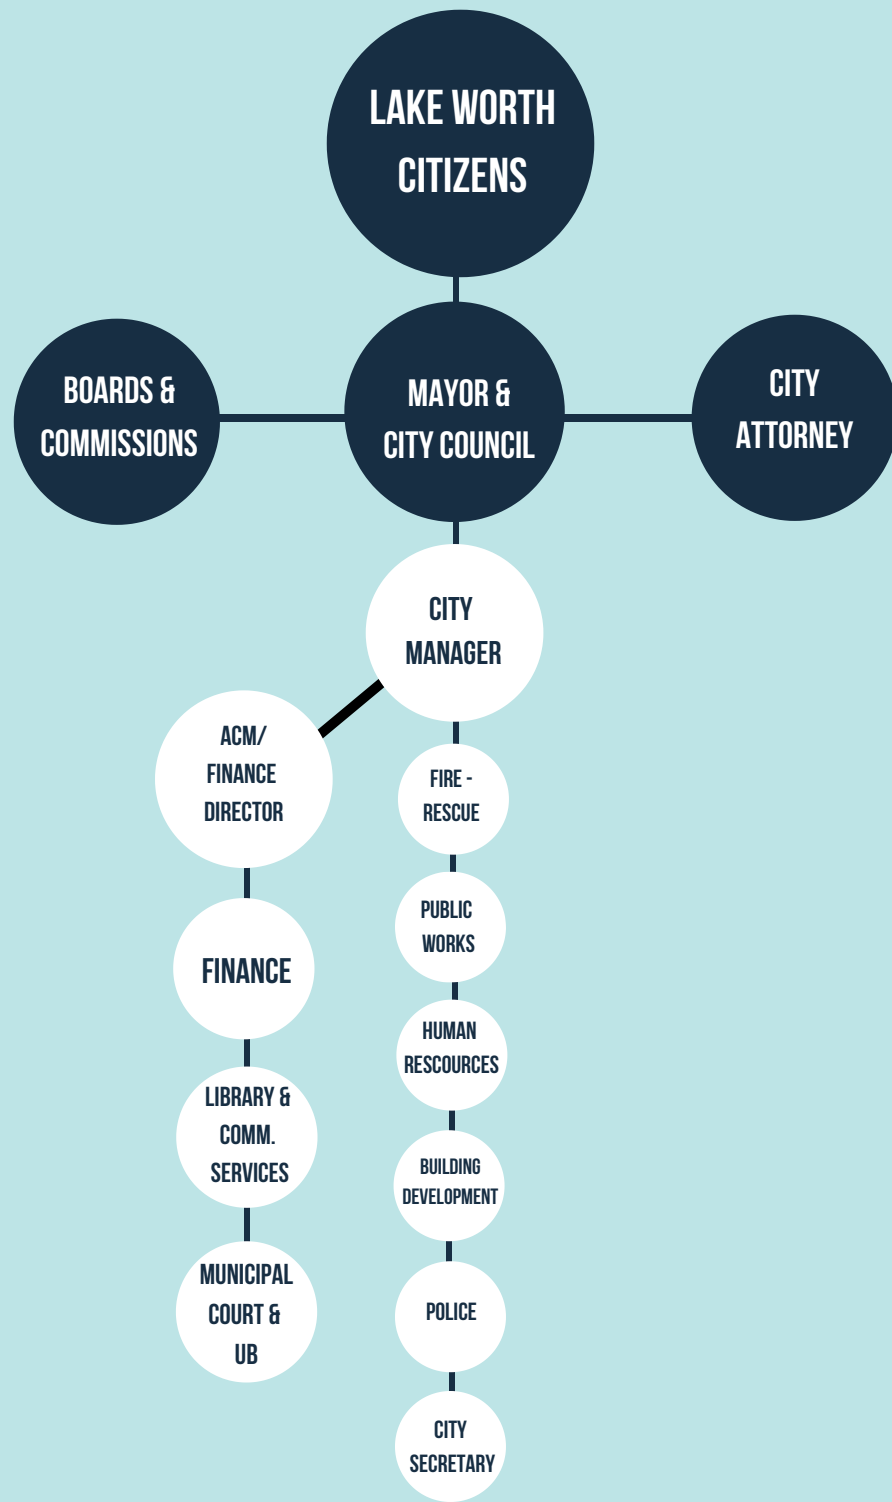 LAKE WORTH
CITIZENS
BOARDS &
COMMISSIONS
MAYOR &
CITY COUNCIL
CITY
ATTORNEY
CITY
MANAGER
ACM/
FINANCE
DIRECTOR
FINANCE
LIBRARY &
COMM.
SERVICES
MUNICIPAL
COURT &
UB
FIRE -
RESCUE
PUBLIC
WORKS
HUMAN
RESCOURCES
BUILDING
DEVELOPMENT
POLICE
CITY
SECRETARY